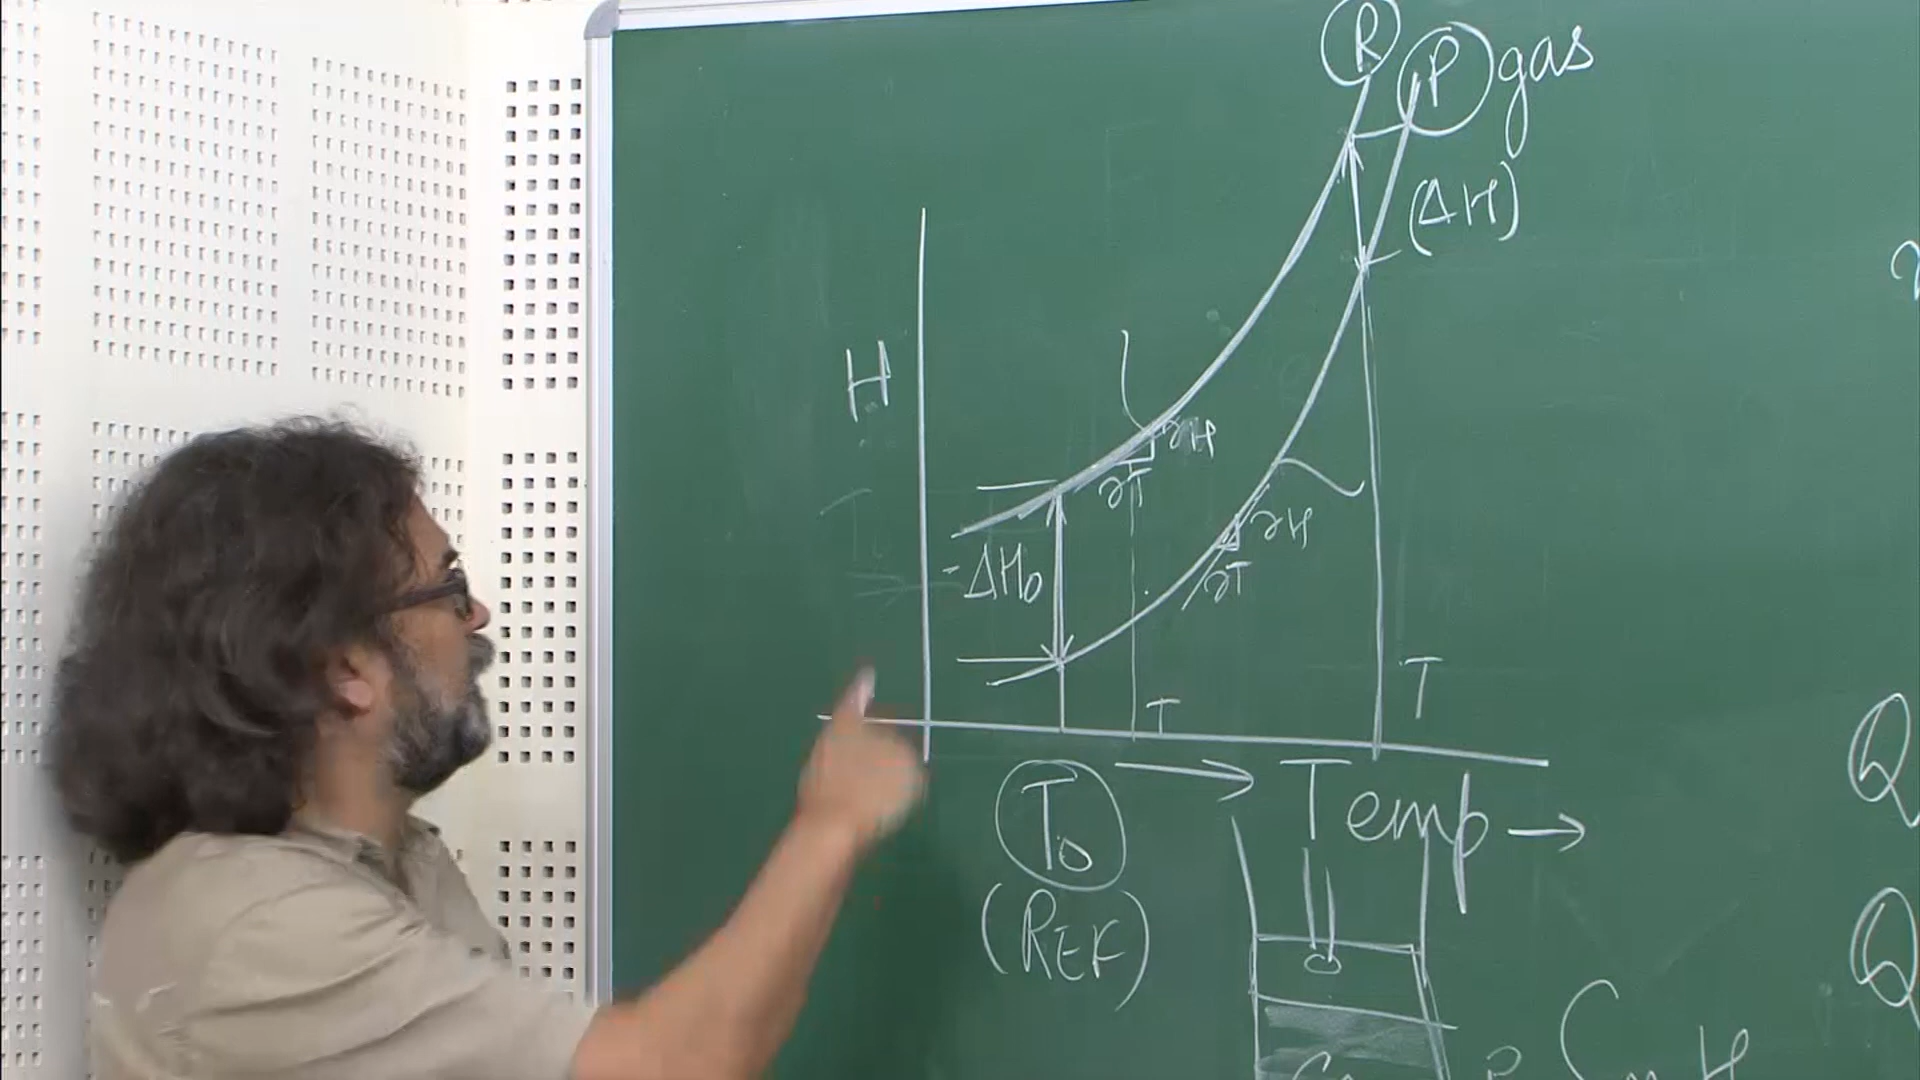 R
P gas
(ΔH)
H
∂H
∂T
∂H
∂T
-ΔH₀
T
T
T₀
Temp
(REF)
Q
Q